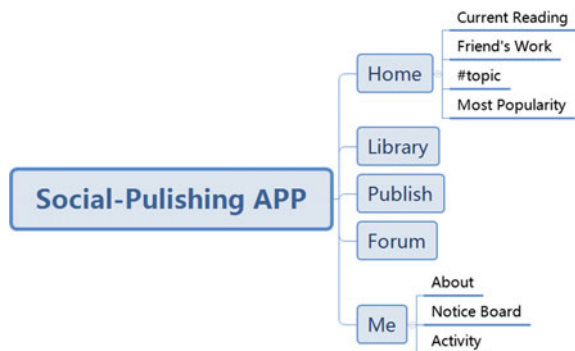 Social-Pulishing APP
Home
Current Reading
Friend's Work
#topic
Most Popularity
Library
Publish
Forum
Me
About
Notice Board
Activity